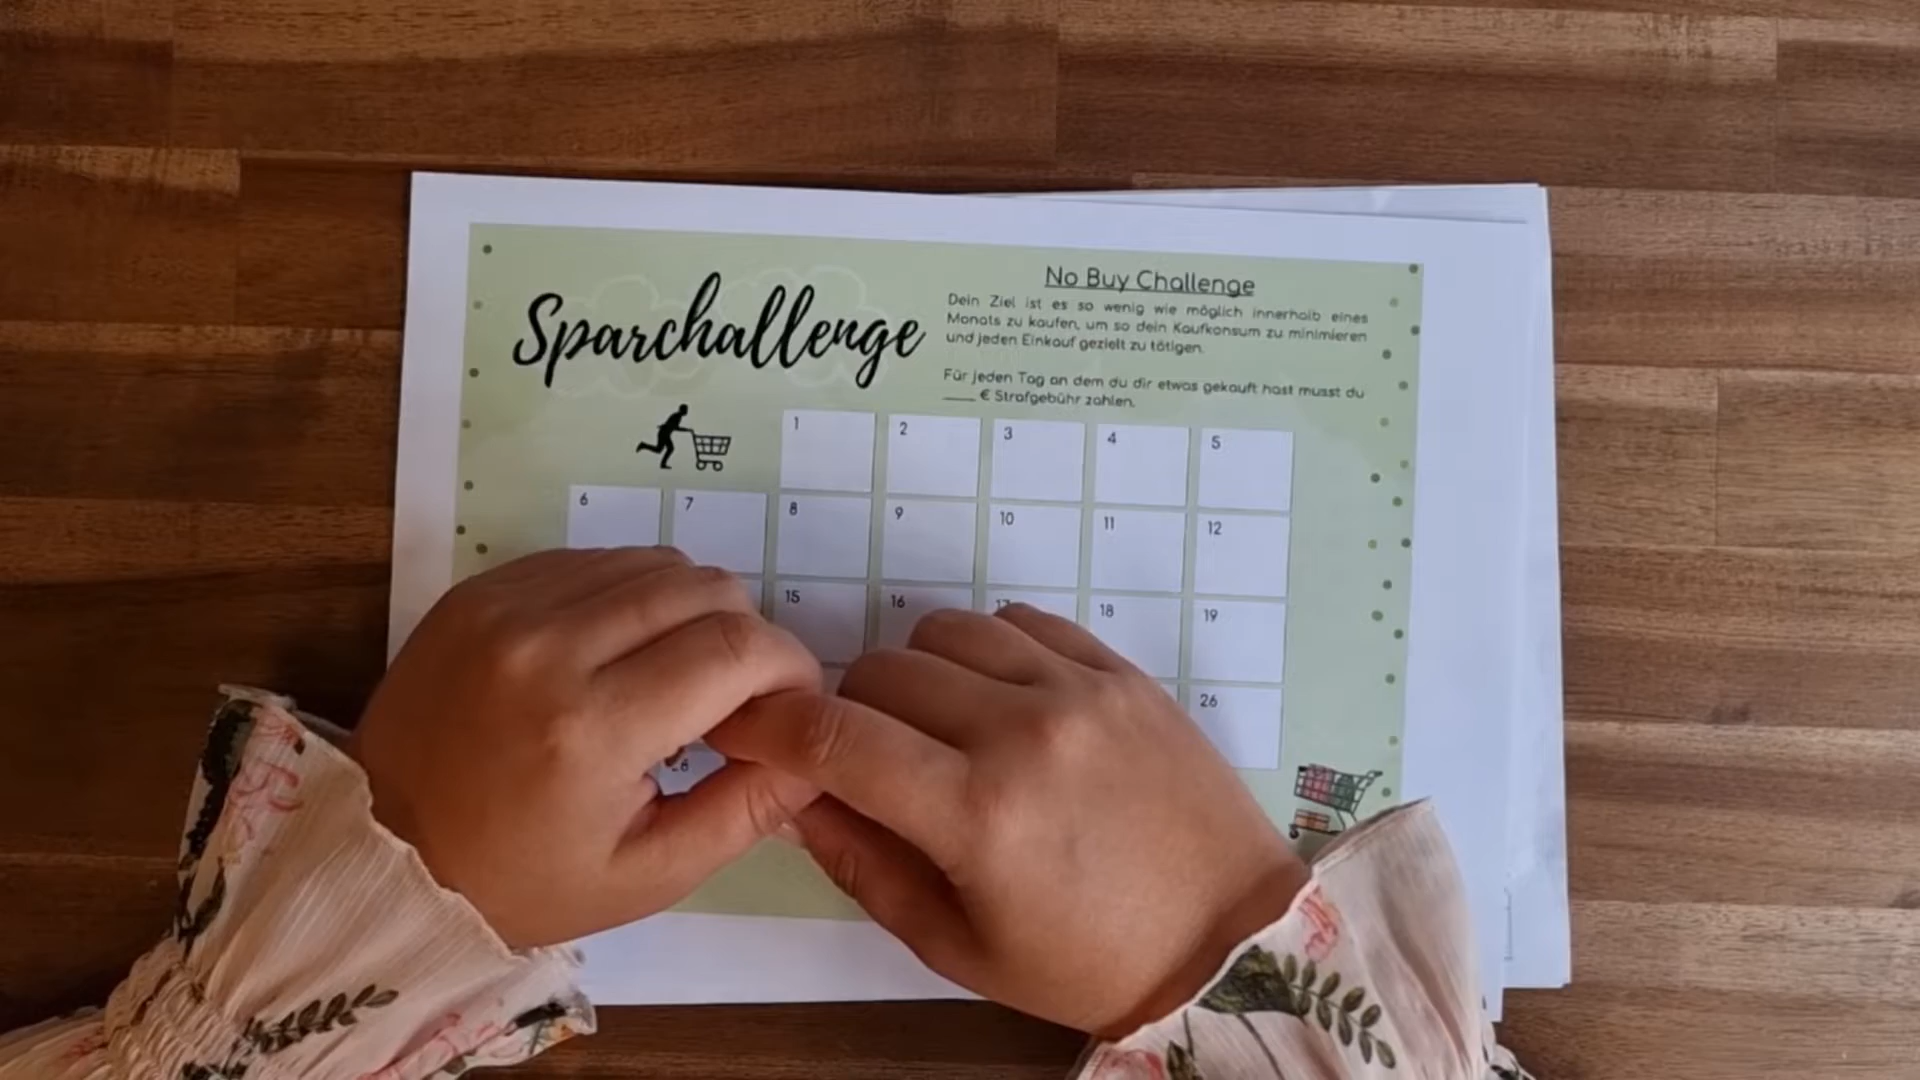 Sparchallenge
No Buy Challenge
Dein Ziel ist es so wenig wie möglich innerhalb eines
Monats zu kaufen, um so dein Kaufkonsum zu minimieren
und jeden Einkauf gezielt zu tätigen.
Für jeden Tag an dem du dir etwas gekauft hast musst du
____ € Strafgebühr zahlen.
1 2 3 4 5
6 7 8 9 10 11 12
15 16 17 18 19
26